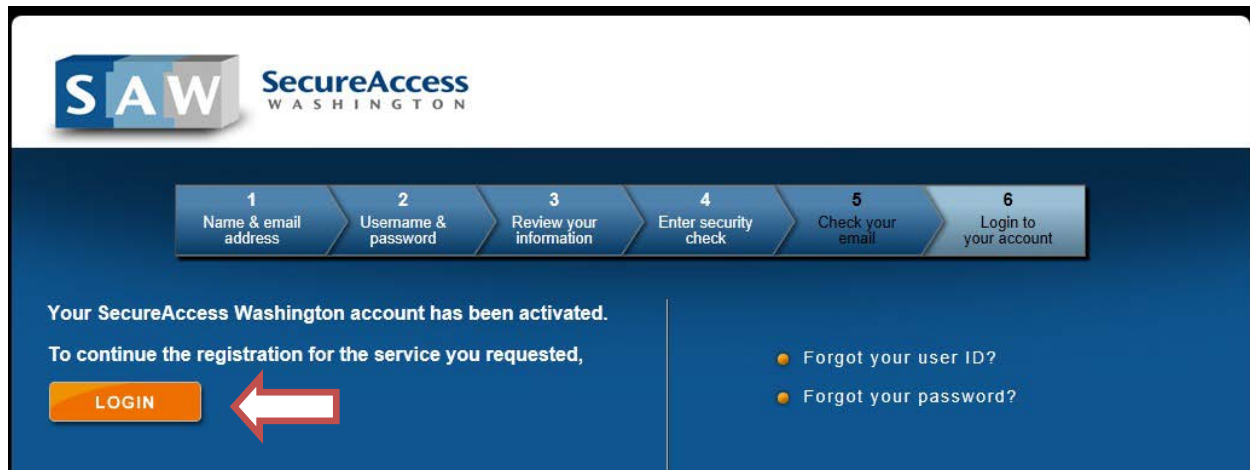 SAW
SecureAccess
WASHINGTON
1
Name & email
address
2
Username &
password
3
Review your
information
4
Enter security
check
5
Check your
email
6
Login to
your account
Your SecureAccess Washington account has been activated.
To continue the registration for the service you requested,
LOGIN
Forgot your user ID?
Forgot your password?